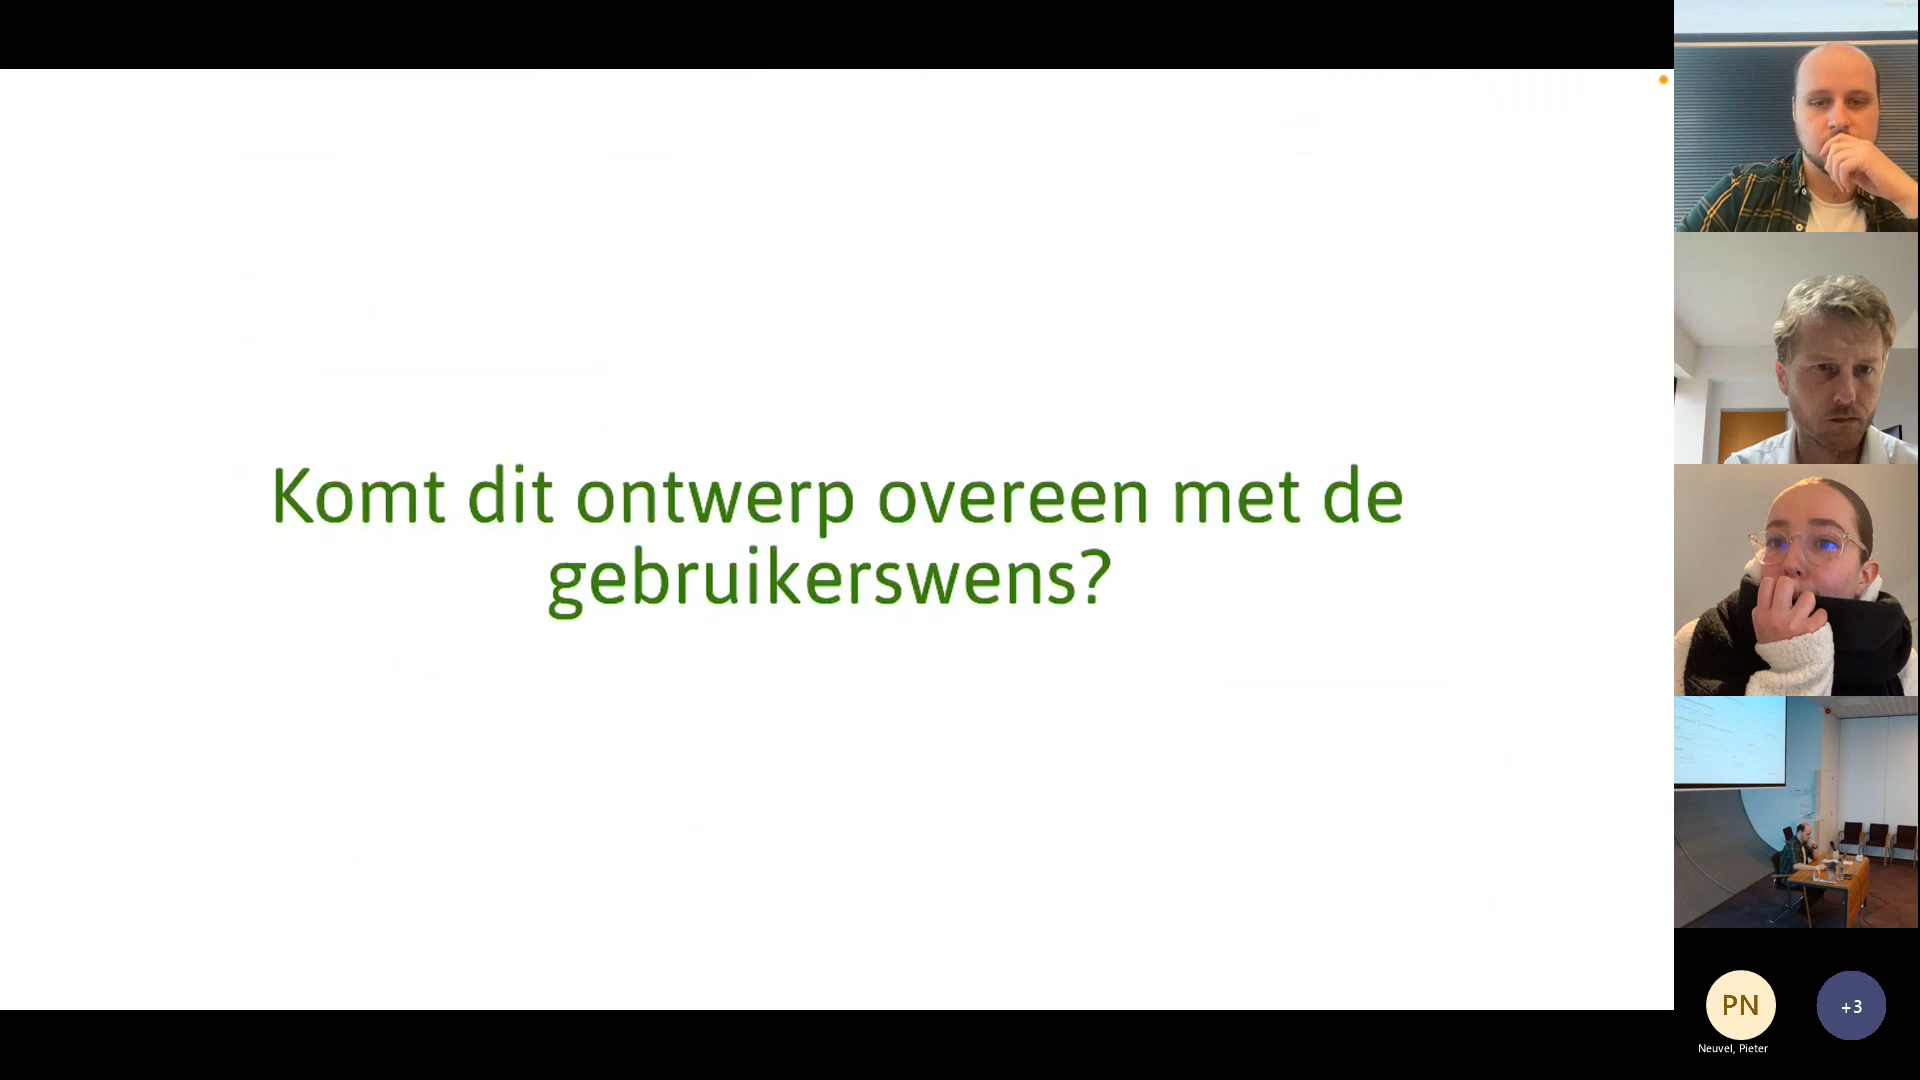 Komt dit ontwerp overeen met de
gebruikerswens?
PN
+3
Neuvel, Pieter